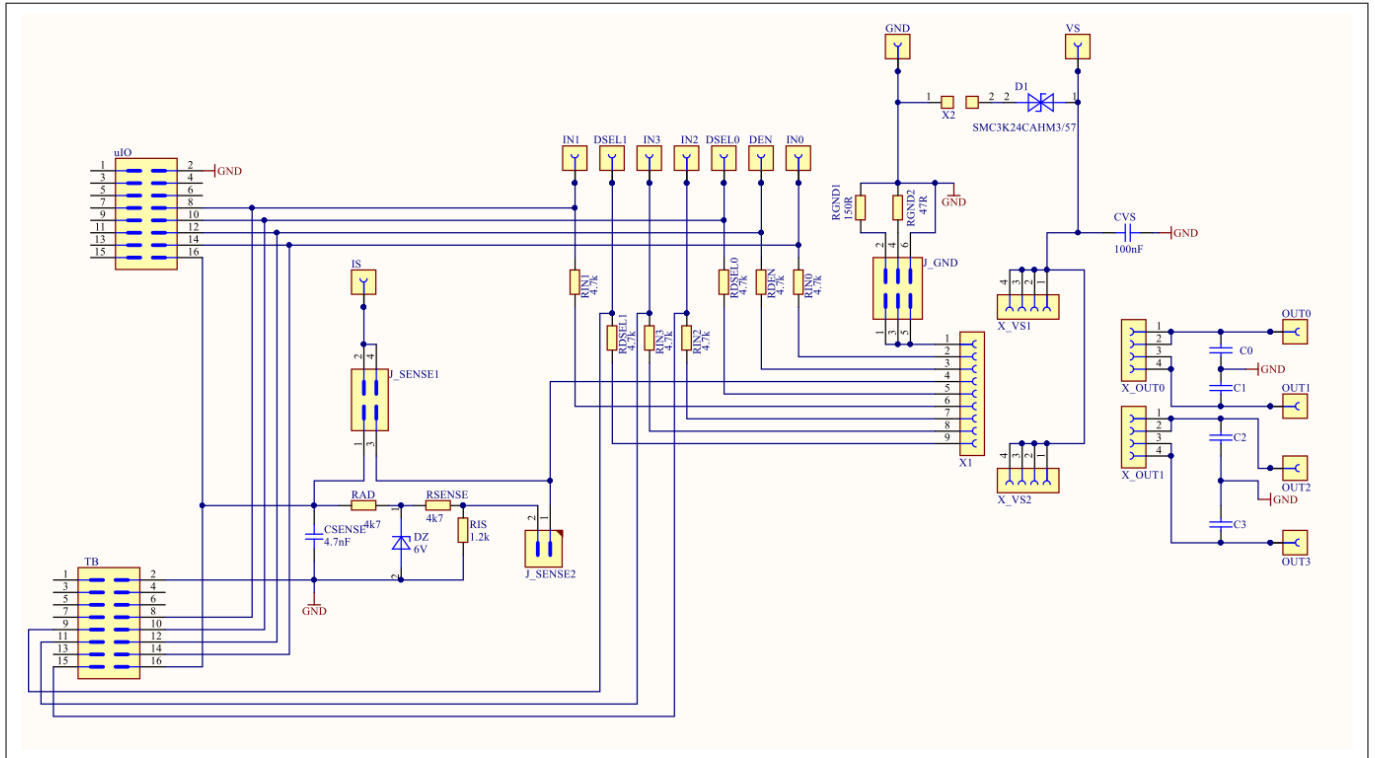 GND
VS
D1
1
2
2
1
X2
SMC3K24CAHM3/57
IN1
DSEL1
IN3
IN2
DSEL0
DEN
IN0
uIO
1
2
GND
3
4
5
6
7
8
9
10
11
12
13
14
15
16
RGND1
150R
RGND2
47R
GND
CVS
GND
100nF
2
4
6
J_GND
1
3
5
IS
RIN1
4.7k
RDSEL0
4.7k
RDEN
4.7k
RIN0
4.7k
RDSEL1
4.7k
RIN3
4.7k
RIN2
4.7k
4
3
2
1
X_VS1
OUT0
1
2
3
4
X_OUT0
C0
GND
C1
OUT1
2
4
J_SENSE1
1
3
1
2
3
4
5
6
7
8
9
X1
1
2
3
4
X_OUT1
C2
OUT2
GND
C3
OUT3
4
3
2
1
X_VS2
RAD
4k7
RSENSE
4k7
CSENSE
4.7nF
1
DZ
6V
2
RIS
1.2k
2
1
J_SENSE2
GND
TB
1
2
3
4
5
6
7
8
9
10
11
12
13
14
15
16